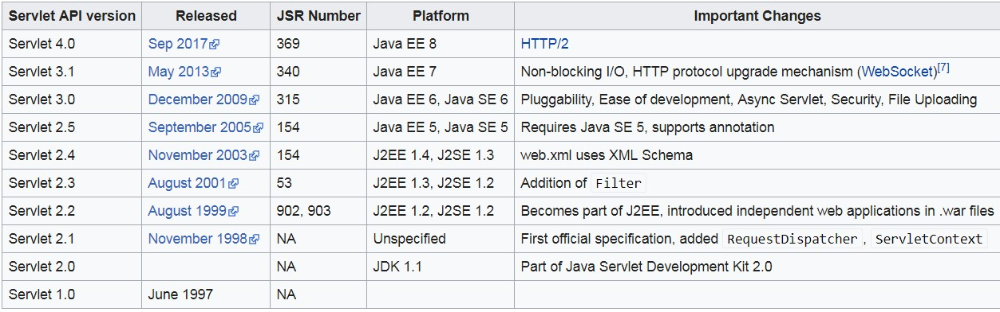 Servlet API version Released JSR Number Platform Important Changes
Servlet 4.0 Sep 2017 369 Java EE 8 HTTP/2
Servlet 3.1 May 2013 340 Java EE 7 Non-blocking I/O, HTTP protocol upgrade mechanism (WebSocket)[7]
Servlet 3.0 December 2009 315 Java EE 6, Java SE 6 Pluggability, Ease of development, Async Servlet, Security, File Uploading
Servlet 2.5 September 2005 154 Java EE 5, Java SE 5 Requires Java SE 5, supports annotation
Servlet 2.4 November 2003 154 J2EE 1.4, J2SE 1.3 web.xml uses XML Schema
Servlet 2.3 August 2001 53 J2EE 1.3, J2SE 1.2 Addition of Filter
Servlet 2.2 August 1999 902, 903 J2EE 1.2, J2SE 1.2 Becomes part of J2EE, introduced independent web applications in .war files
Servlet 2.1 November 1998 NA Unspecified First official specification, added RequestDispatcher, ServletContext
Servlet 2.0 NA JDK 1.1 Part of Java Servlet Development Kit 2.0
Servlet 1.0 June 1997 NA